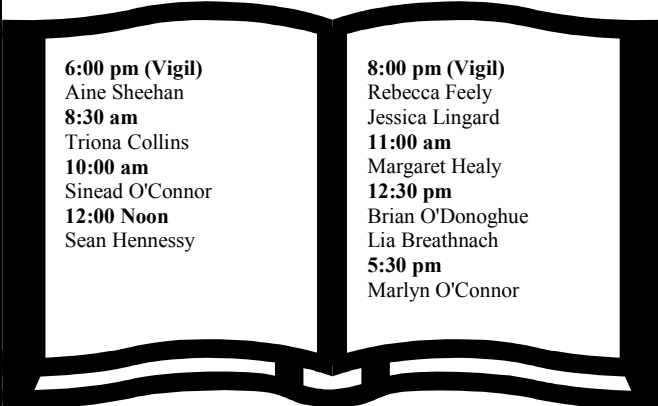 6:00 pm (Vigil)
Aine Sheehan
8:30 am
Triona Collins
10:00 am
Sinead O'Connor
12:00 Noon
Sean Hennessy
8:00 pm (Vigil)
Rebecca Feely
Jessica Lingard
11:00 am
Margaret Healy
12:30 pm
Brian O'Donoghue
Lia Breathnach
5:30 pm
Marlyn O'Connor